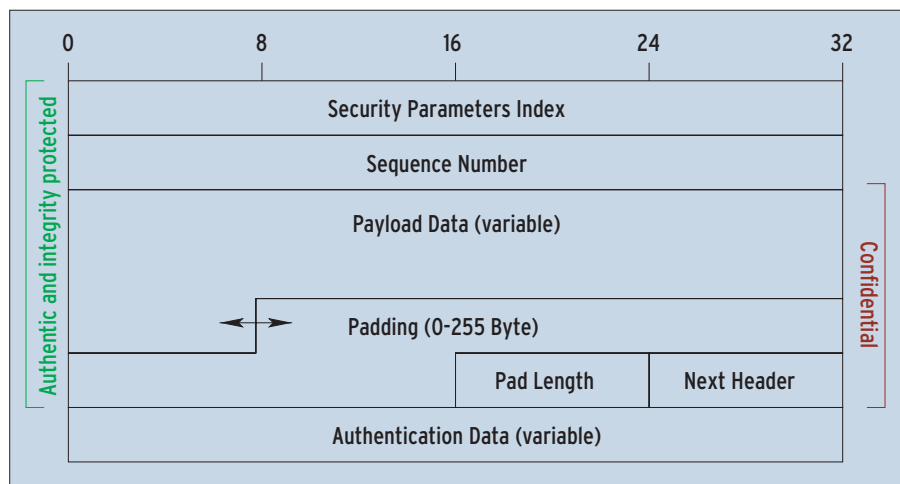 0 8 16 24 32
Security Parameters Index
Sequence Number
Payload Data (variable)
Padding (0-255 Byte)
Pad Length
Next Header
Authentication Data (variable)
Authentic and integrity protected
Confidential